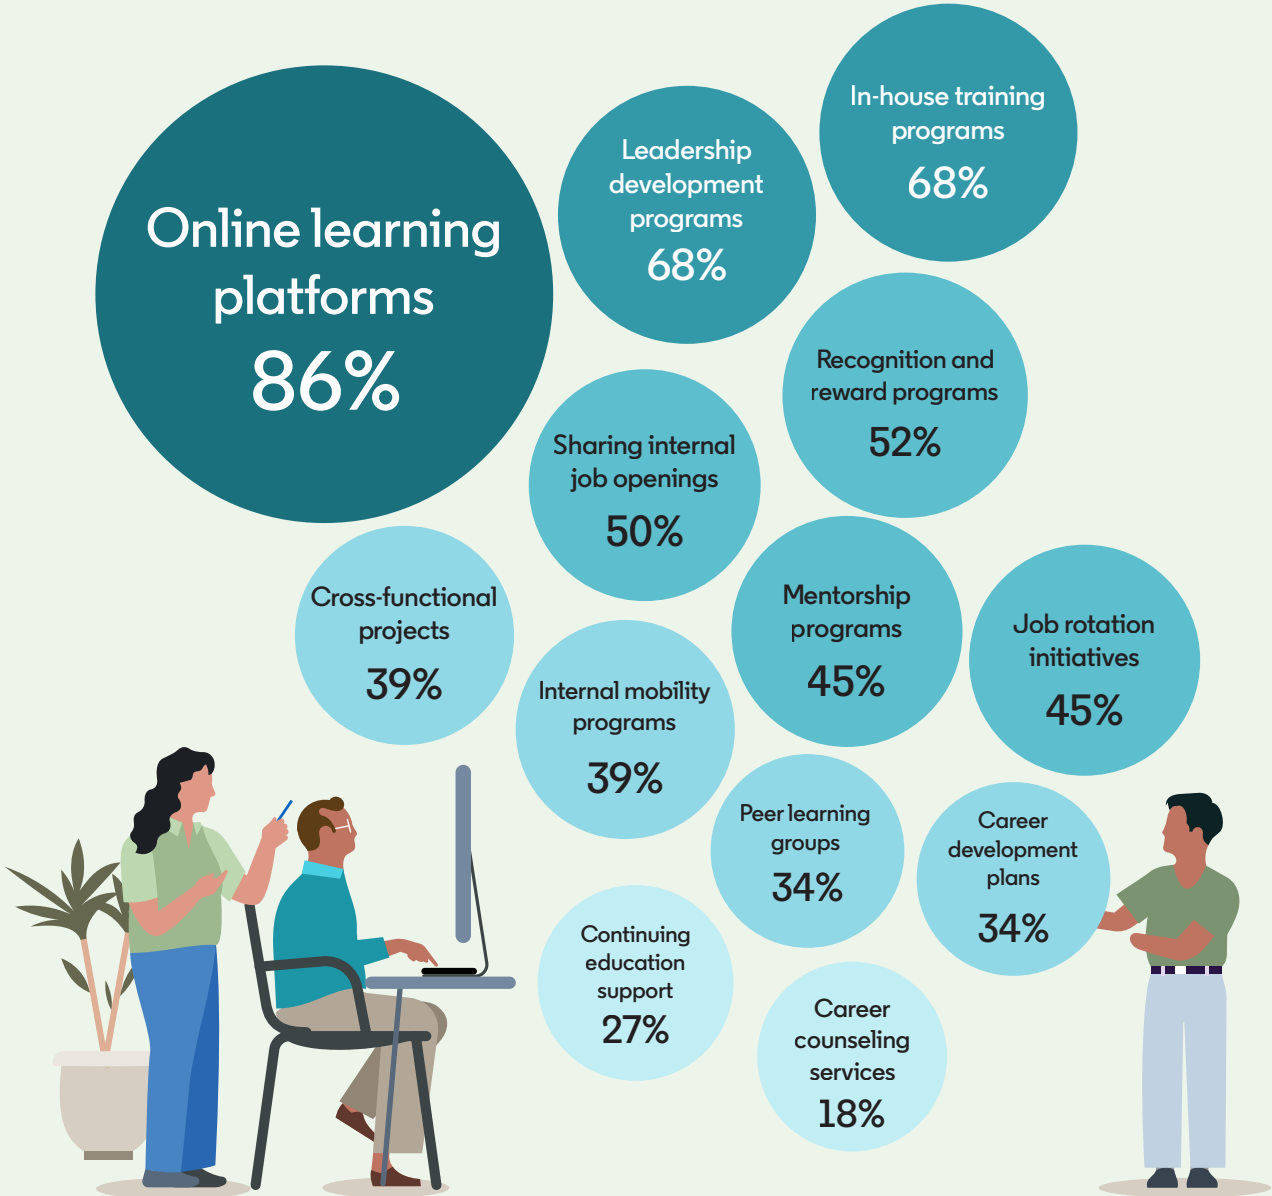 Online learning
platforms
86%
Leadership
development
programs
68%
In-house training
programs
68%
Recognition and
reward programs
52%
Sharing internal
job openings
50%
Cross-functional
projects
39%
Internal mobility
programs
39%
Mentorship
programs
45%
Job rotation
initiatives
45%
Peer learning
groups
34%
Career
development
plans
34%
Continuing
education
support
27%
Career
counseling
services
18%